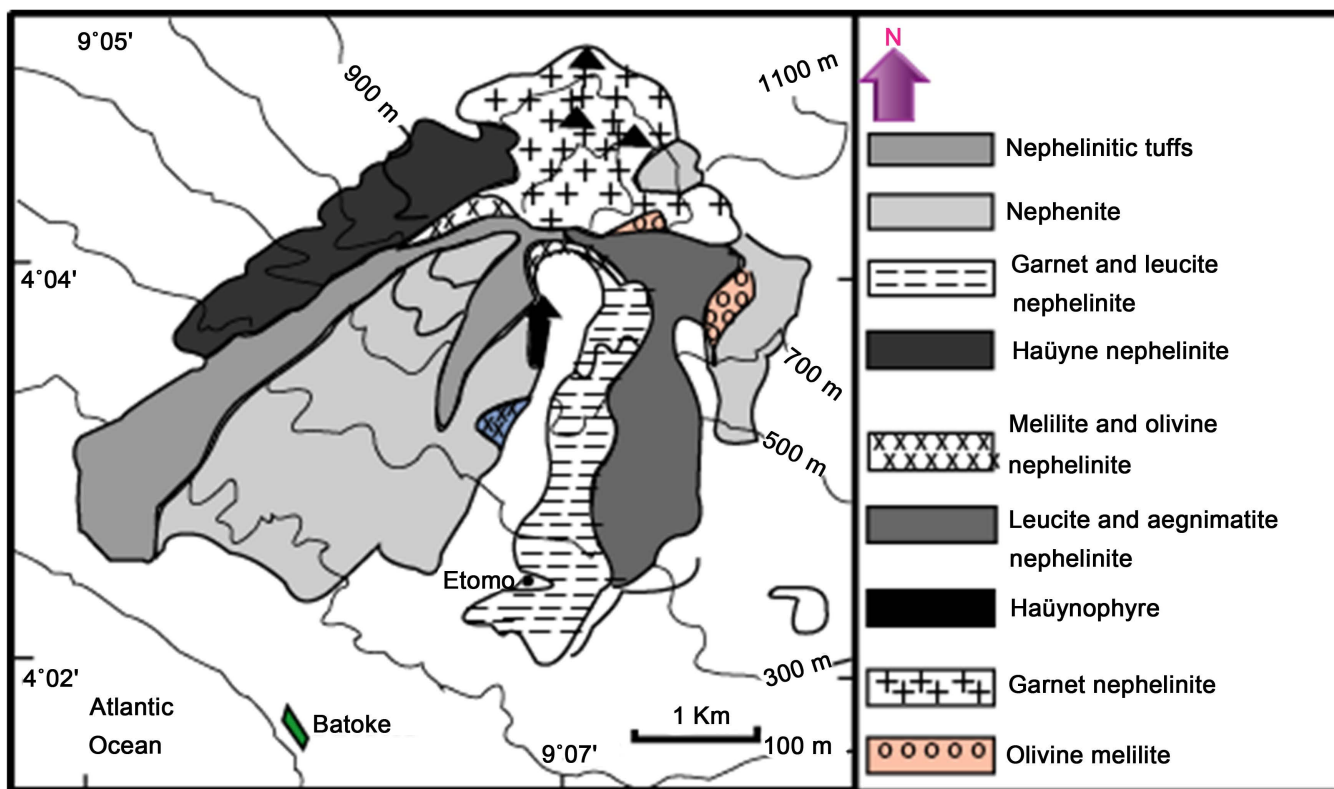 9°05'
900 m
1100 m
4°04'
700 m
500 m
Etomo
4°02'
300 m
Atlantic
Ocean
Batoke
1 Km
9°07'
100 m
N
Nephelinitic tuffs
Nephenite
Garnet and leucite
nephelinite
Haüyne nephelinite
Melilite and olivine
nephelinite
Leucite and aegnimatite
nephelinite
Haüynophyre
Garnet nephelinite
Olivine melilite